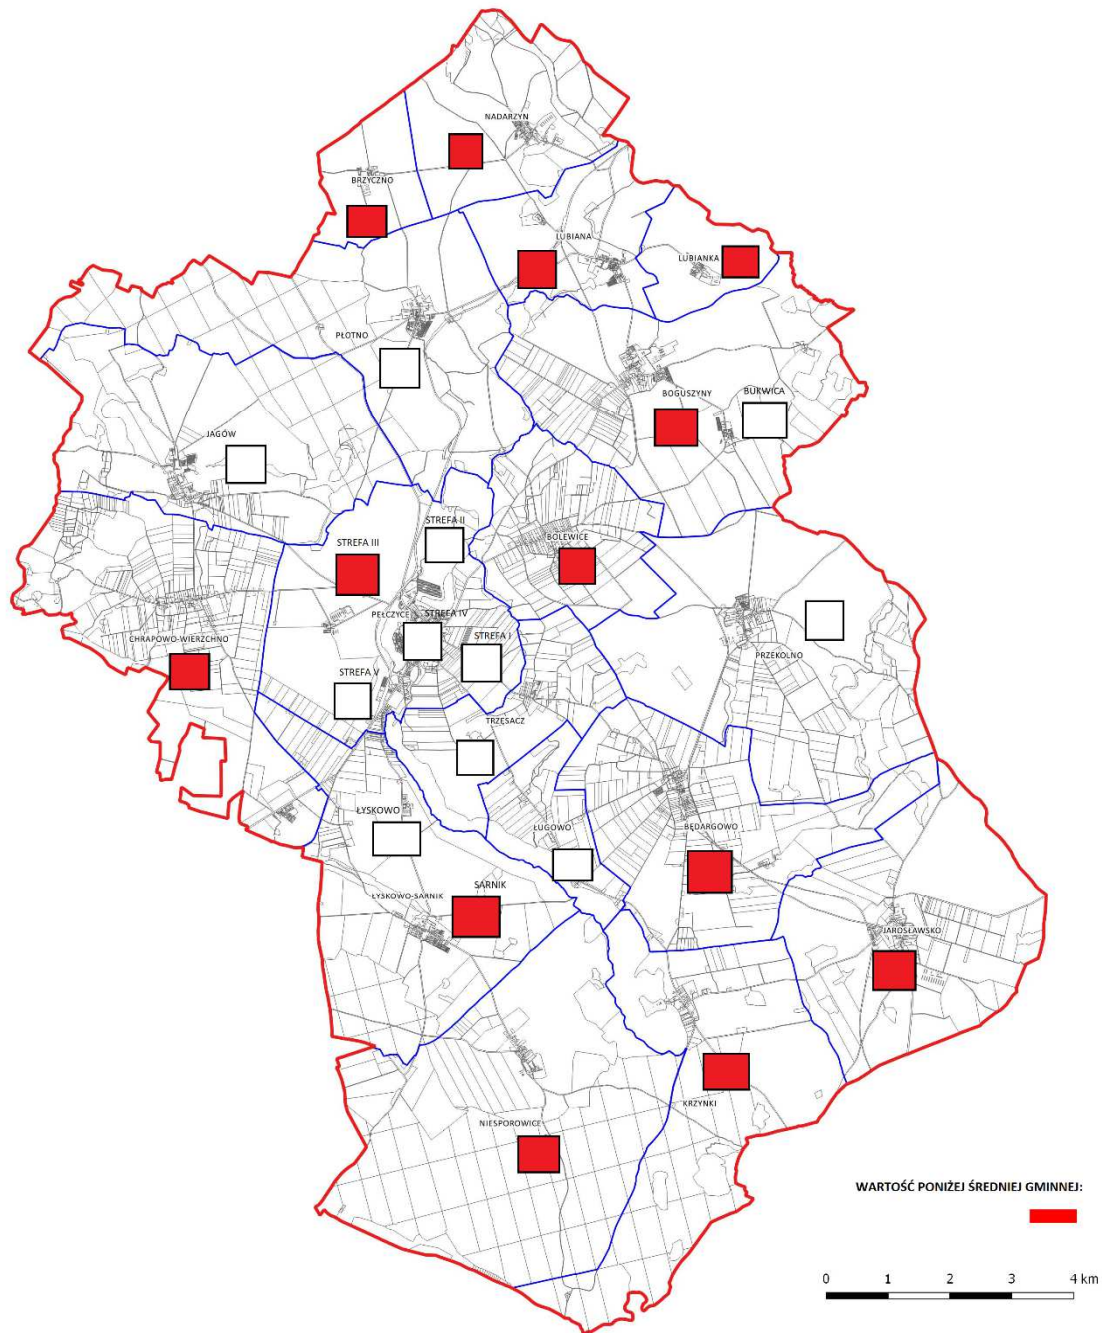 NADARZYN
BRZYCZNO
LUBIANA
LUBIANKA
PŁOTNO
BOGUSZYNY
BUKWICA
JAGÓW
STREFA II
STREFA III
BOLEWICE
PEŁCZYCE
STREFA IV
STREFA I
CHRAPOWO-WIERZCHNO
PRZEKOLNO
STREFA V
TRZĘSACZ
ŁYSKOWO
ŁUGOWO
BĘDARGOWO
SARNIK
ŁYSKOWO-SARNIK
JAROSŁAWSKO
KRZYNKI
NIESPOROWICE
WARTOŚĆ PONIŻEJ ŚREDNIEJ GMINNEJ:
0 1 2 3 4 km